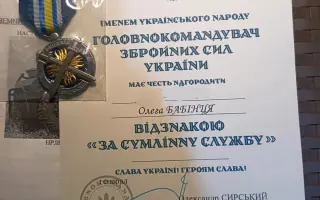 ІМЕНЕМ УКРАЇНСЬКОГО НАРОДУ
ГОЛОВНОКОМАНДУВАЧ
ЗБРОЙНИХ СИЛ
УКРАЇНИ
МАЄ ЧЕСТЬ НАГОРОДИТИ
Олега БАБІНЦЯ
ВІДЗНАКОЮ
«ЗА СУМЛІННУ СЛУЖБУ»
СЛАВА УКРАЇНІ! ГЕРОЯМ СЛАВА!
Олександр СИРСЬКИЙ